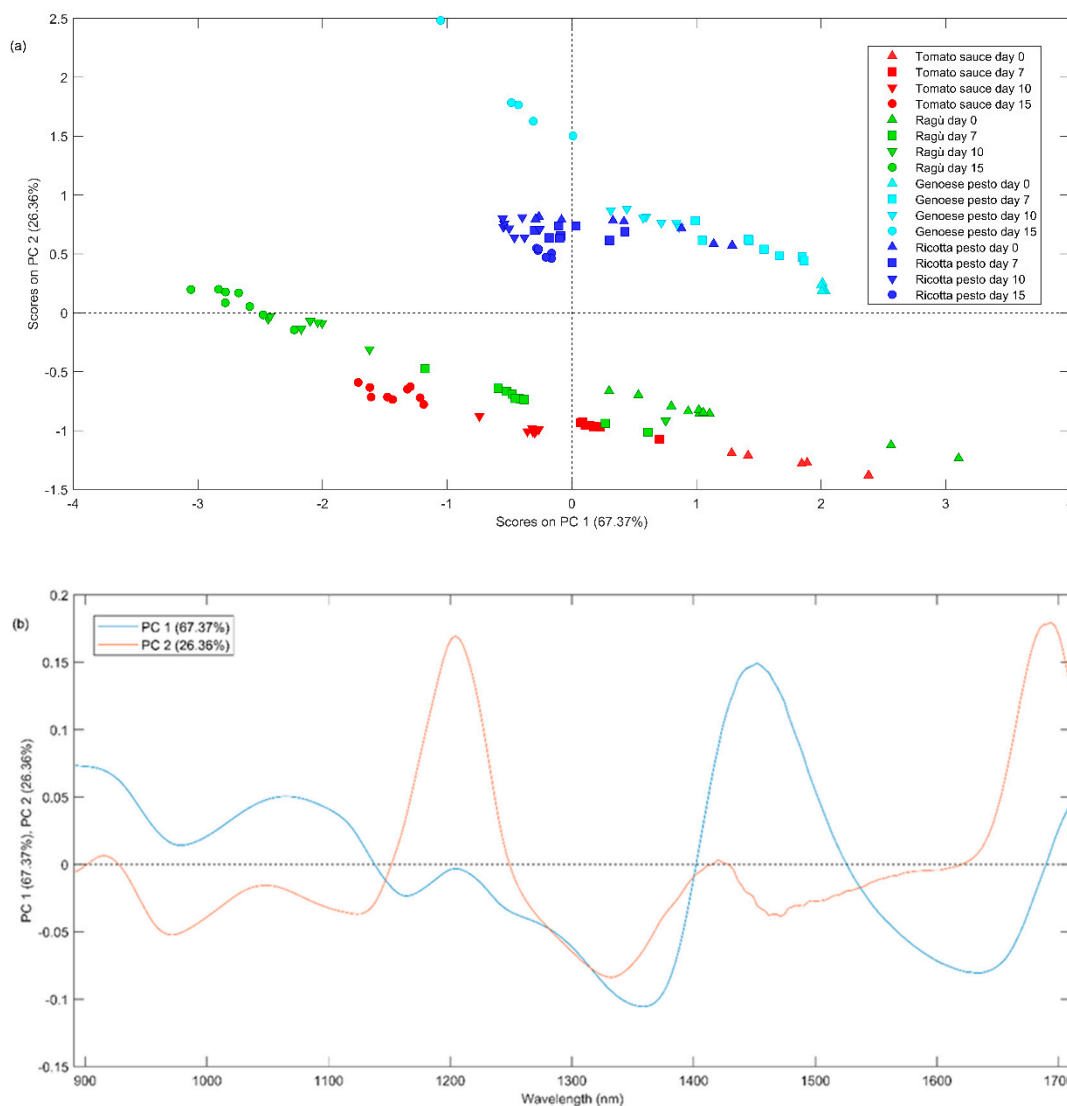 (a)
2.5
2
1.5
1
0.5
0
-0.5
-1
-1.5
Scores on PC 2 (26.36%)
Tomato sauce day 0
Tomato sauce day 7
Tomato sauce day 10
Tomato sauce day 15
Ragù day 0
Ragù day 7
Ragù day 10
Ragù day 15
Genoese pesto day 0
Genoese pesto day 7
Genoese pesto day 10
Genoese pesto day 15
Ricotta pesto day 0
Ricotta pesto day 7
Ricotta pesto day 10
Ricotta pesto day 15
-4 -3 -2 -1 0 1 2 3
Scores on PC 1 (67.37%)
(b)
0.2
0.15
0.1
0.05
0
-0.05
-0.1
-0.15
PC 1 (67.37%), PC 2 (26.36%)
PC 1 (67.37%)
PC 2 (26.36%)
900 1000 1100 1200 1300 1400 1500 1600
Wavelength (nm)